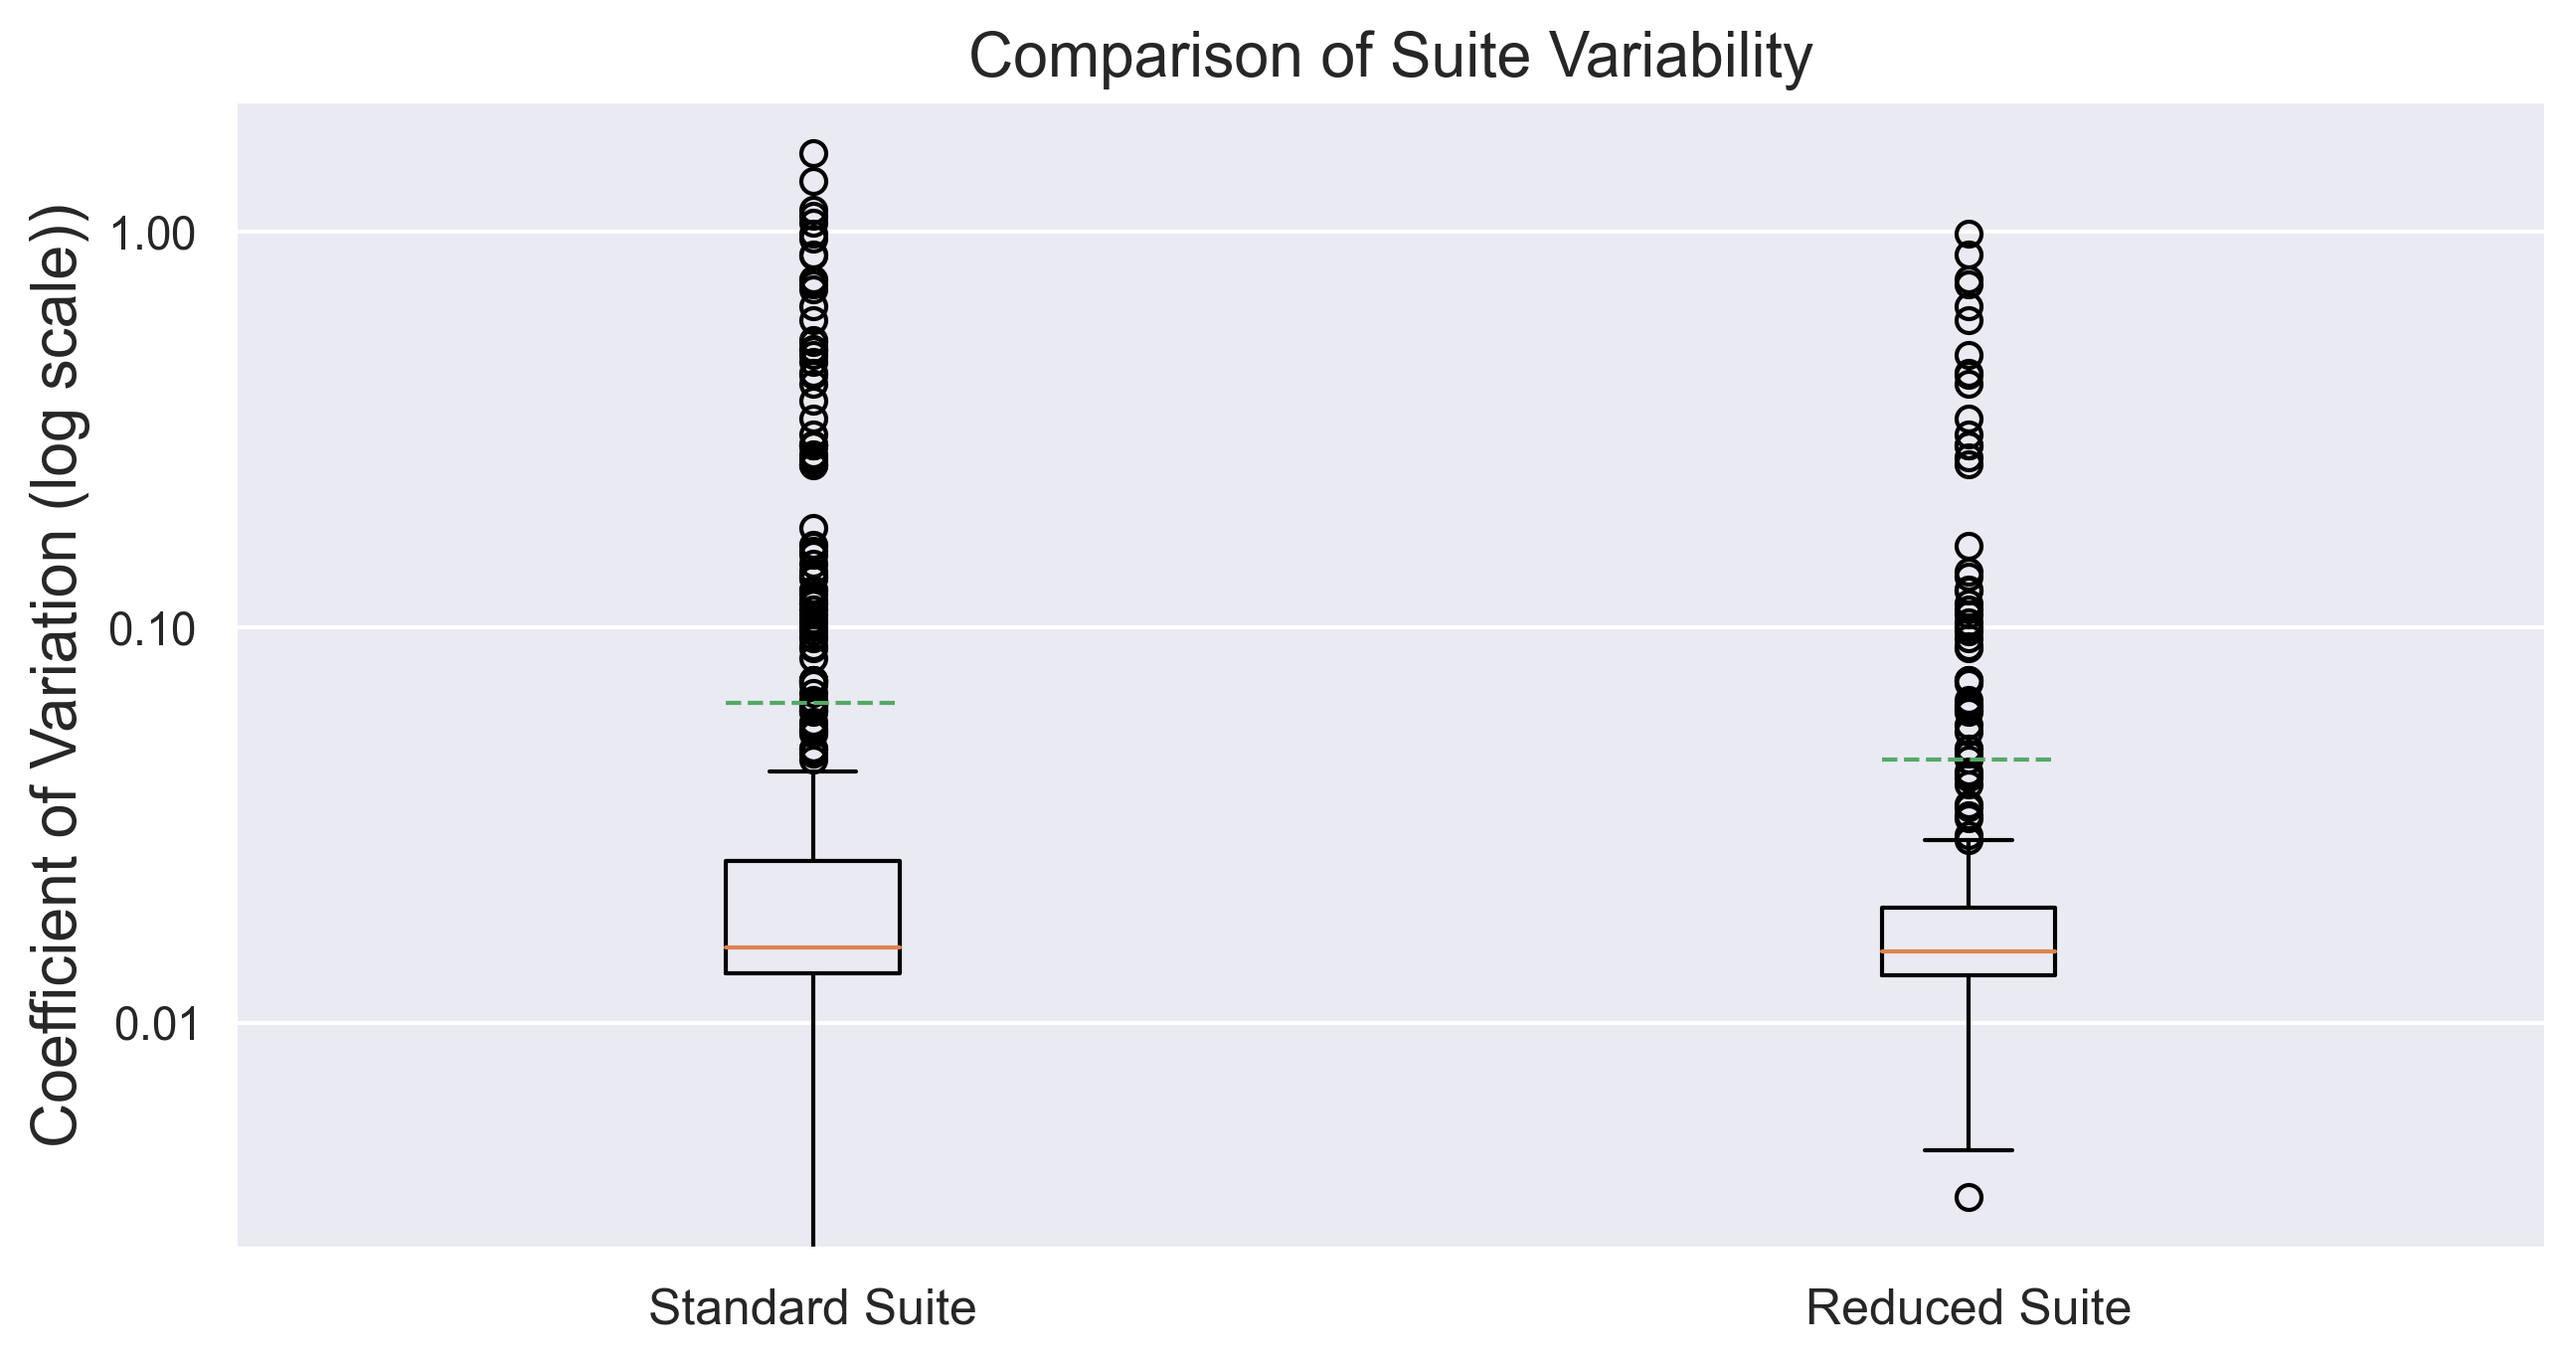 Comparison of Suite Variability
Coefficient of Variation (log scale))
1.00
0.10
0.01
Standard Suite
Reduced Suite